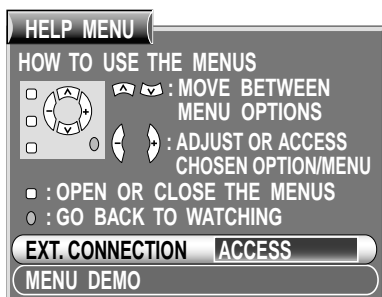 HELP MENU
HOW TO USE THE MENUS
: MOVE BETWEEN
MENU OPTIONS
: ADJUST OR ACCESS
CHOSEN OPTION/MENU
: OPEN OR CLOSE THE MENUS
: GO BACK TO WATCHING
EXT. CONNECTION ACCESS
MENU DEMO